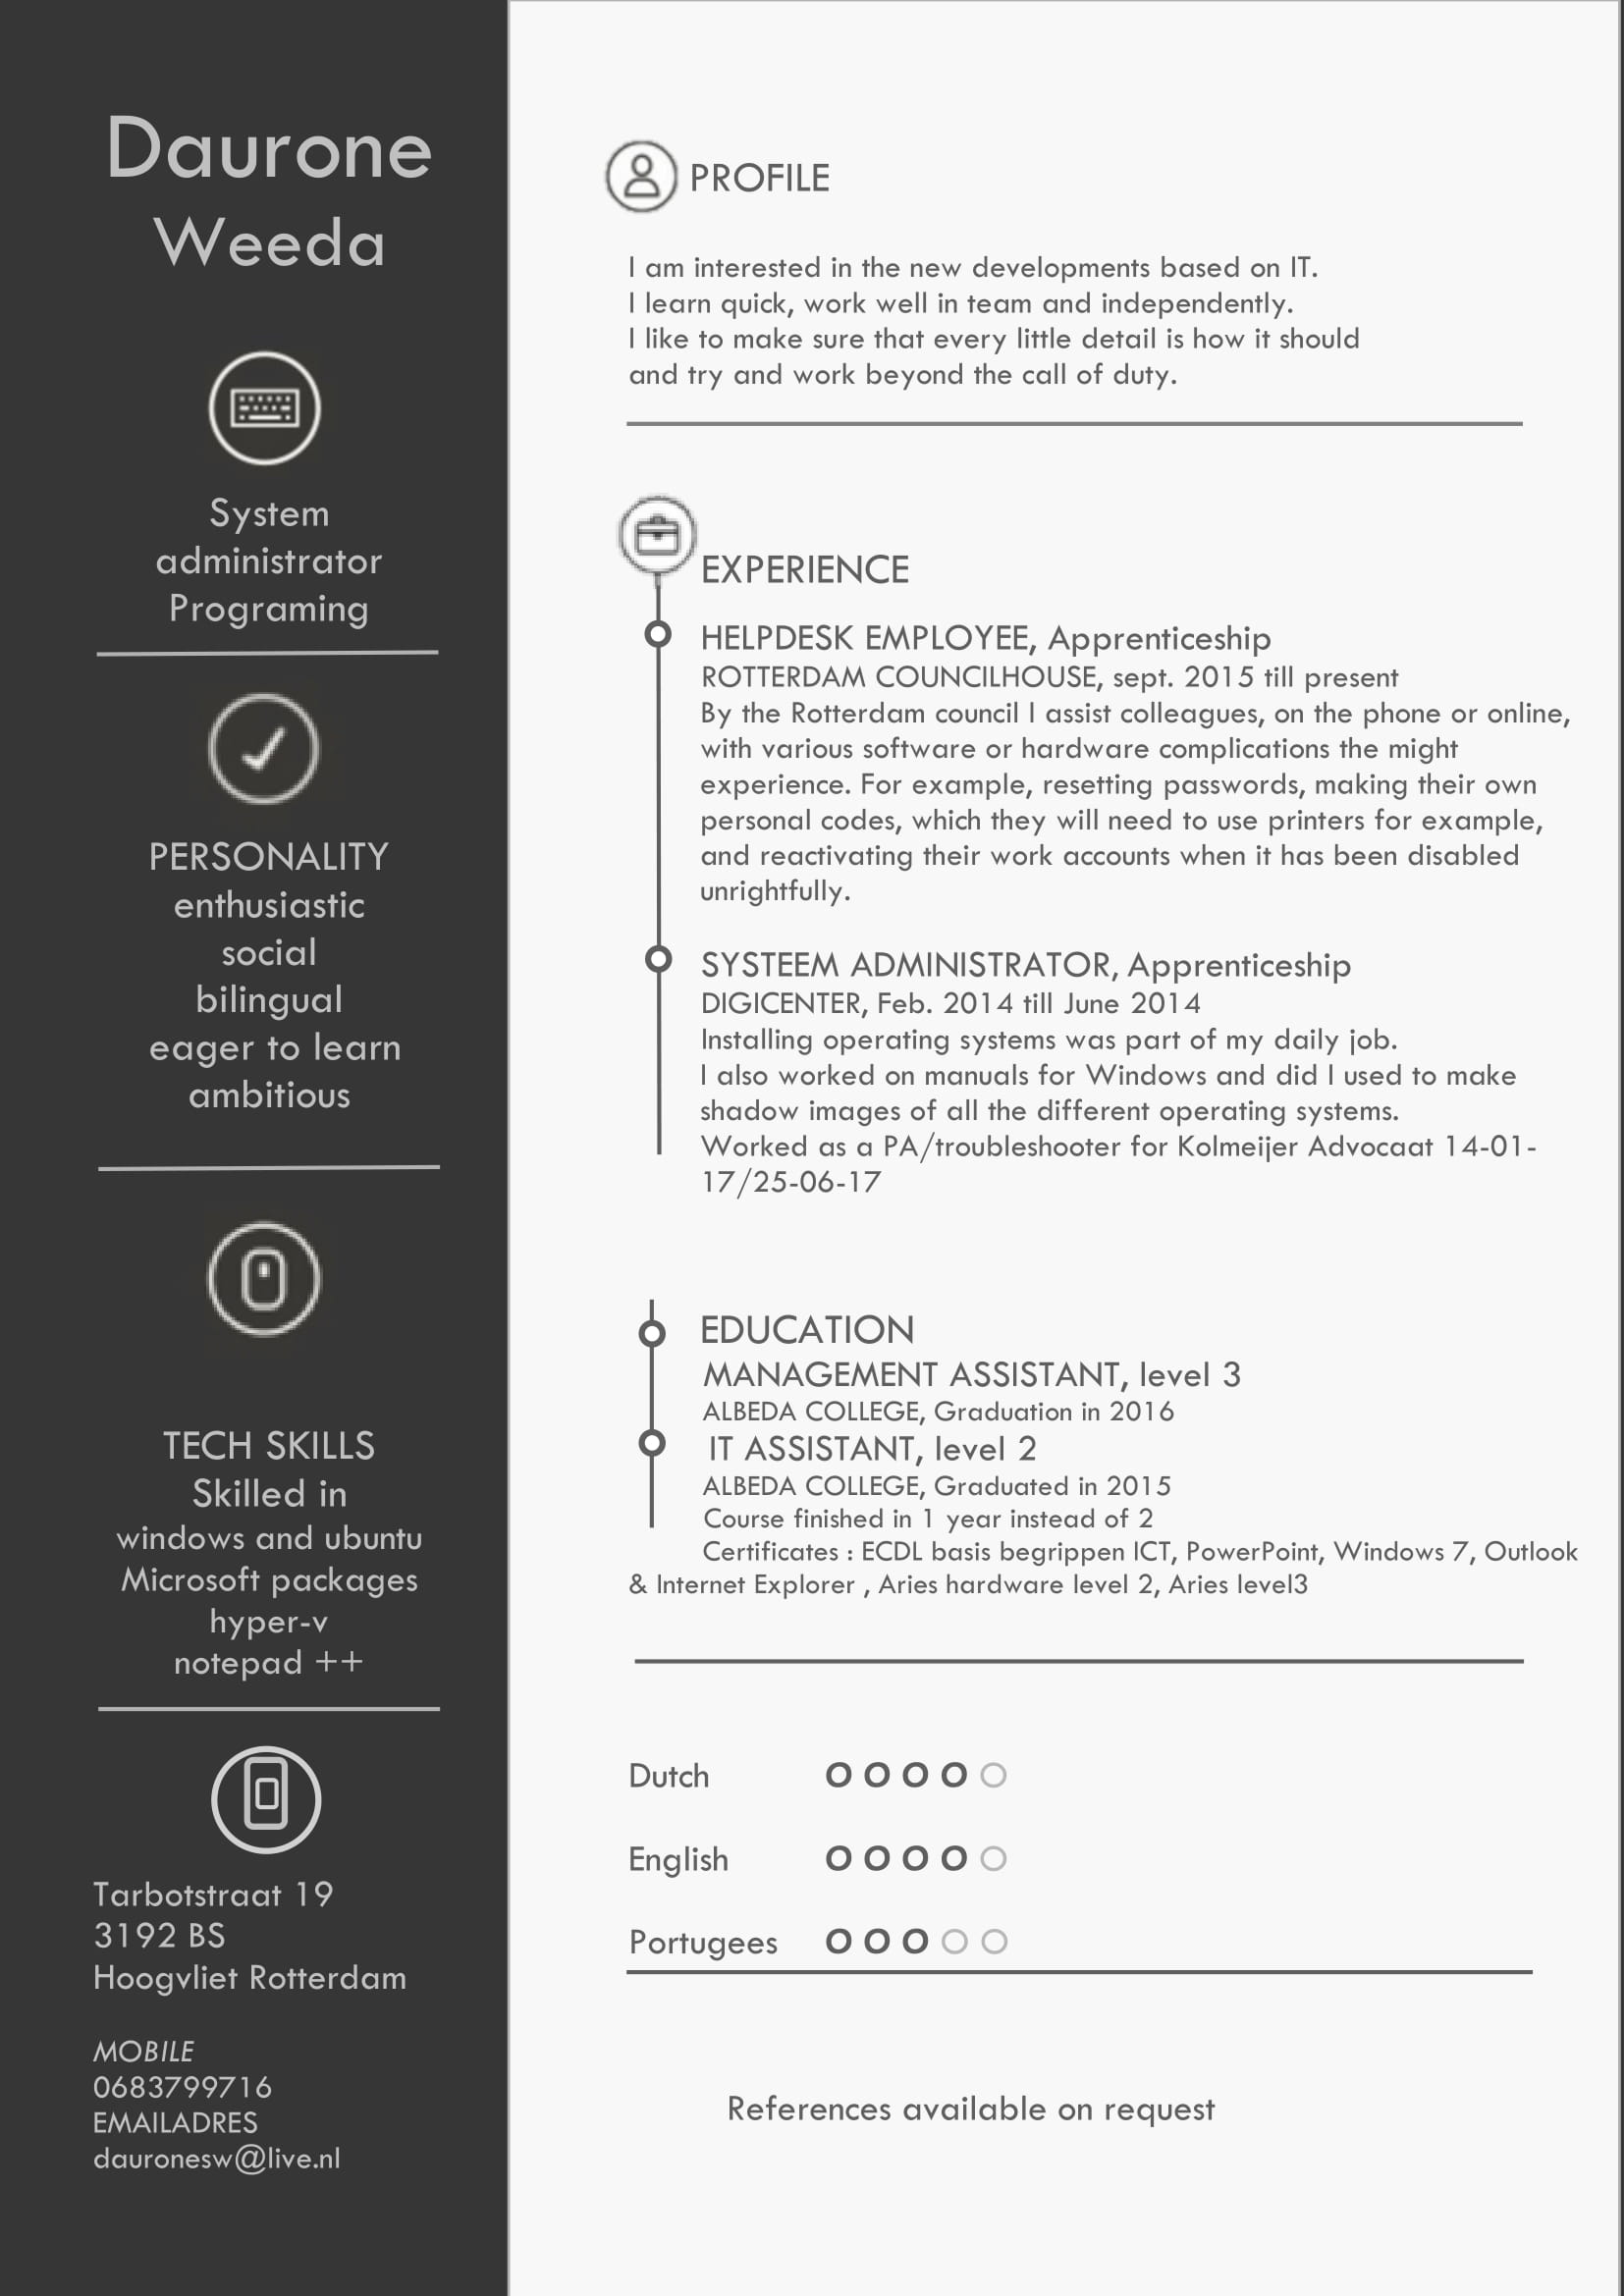 Daurone
Weeda
System
administrator
Programing
PERSONALITY
enthusiastic
social
bilingual
eager to learn
ambitious
TECH SKILLS
Skilled in
windows and ubuntu
Microsoft packages
hyper-v
notepad ++
Tarbotstraat 19
3192 BS
Hoogvliet Rotterdam
MOBILE
0683799716
EMAILADRES
dauronesw@live.nl
PROFILE
I am interested in the new developments based on IT.
I learn quick, work well in team and independently.
I like to make sure that every little detail is how it should
and try and work beyond the call of duty.
EXPERIENCE
HELPDESK EMPLOYEE, Apprenticeship
ROTTERDAM COUNCILHOUSE, sept. 2015 till present
By the Rotterdam council I assist colleagues, on the phone or online,
with various software or hardware complications the might
experience. For example, resetting passwords, making their own
personal codes, which they will need to use printers for example,
and reactivating their work accounts when it has been disabled
unrightfully.
SYSTEEM ADMINISTRATOR, Apprenticeship
DIGICENTER, Feb. 2014 till June 2014
Installing operating systems was part of my daily job.
I also worked on manuals for Windows and did I used to make
shadow images of all the different operating systems.
Worked as a PA/troubleshooter for Kolmeijer Advocaat 14-01-
17/25-06-17
EDUCATION
MANAGEMENT ASSISTANT, level 3
ALBEDA COLLEGE, Graduation in 2016
IT ASSISTANT, level 2
ALBEDA COLLEGE, Graduated in 2015
Course finished in 1 year instead of 2
Certificates : ECDL basis begrippen ICT, PowerPoint, Windows 7, Outlook
& Internet Explorer , Aries hardware level 2, Aries level3
Dutch
English
Portugees
References available on request